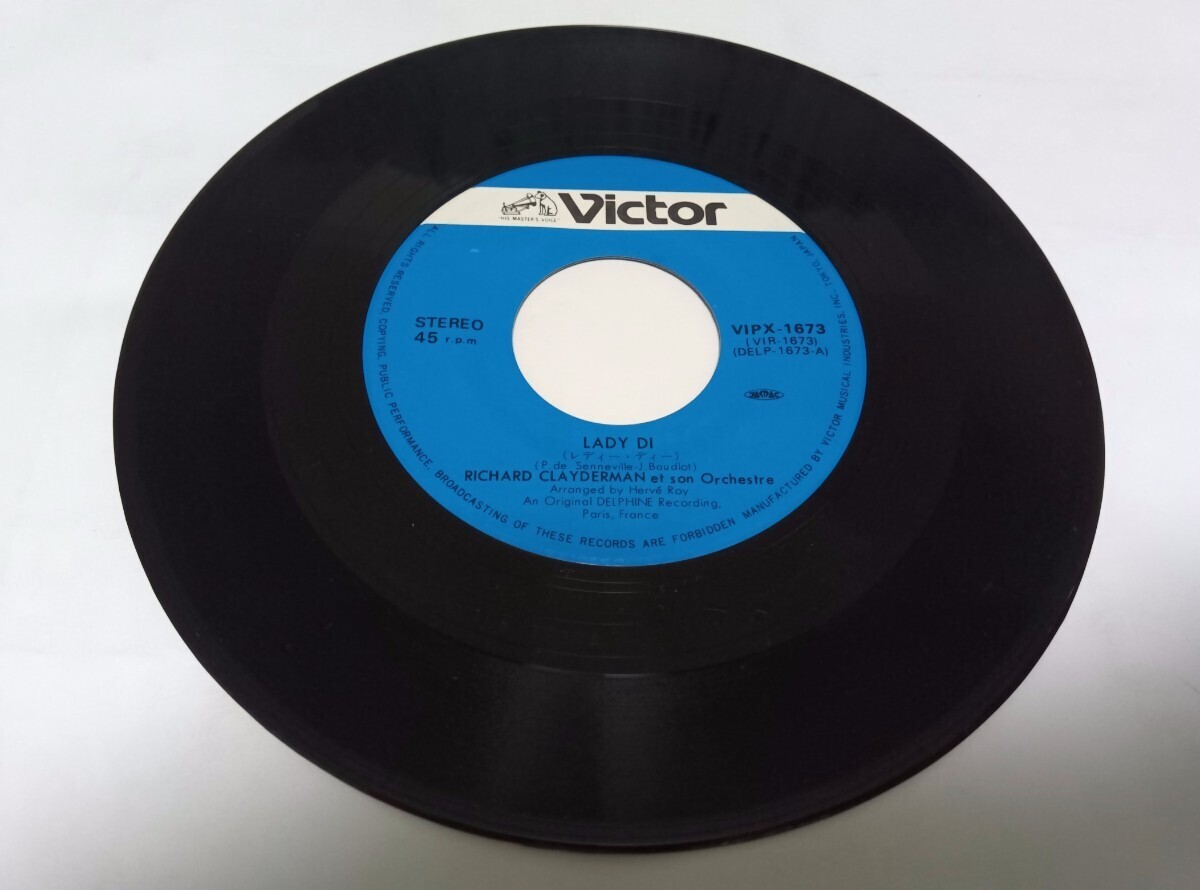 Victor
"HIS MASTER'S VOICE"
STEREO
45 r.p.m
VIPX-1673
(VIR-1673)
(DELP-1673-A)
JASRAC
LADY DI
(レディー・ディー)
(P. de Senneville-J. Baudlot)
RICHARD CLAYDERMAN et son Orchestre
Arranged by Hervé Roy
An Original DELPHINE Recording,
Paris, France
ALL RIGHTS RESERVED. COPYING, PUBLIC PERFORMANCE, BROADCASTING OF THESE RECORDS ARE FORBIDDEN MANUFACTURED BY VICTOR MUSICAL INDUSTRIES, INC. TOKYO, JAPAN